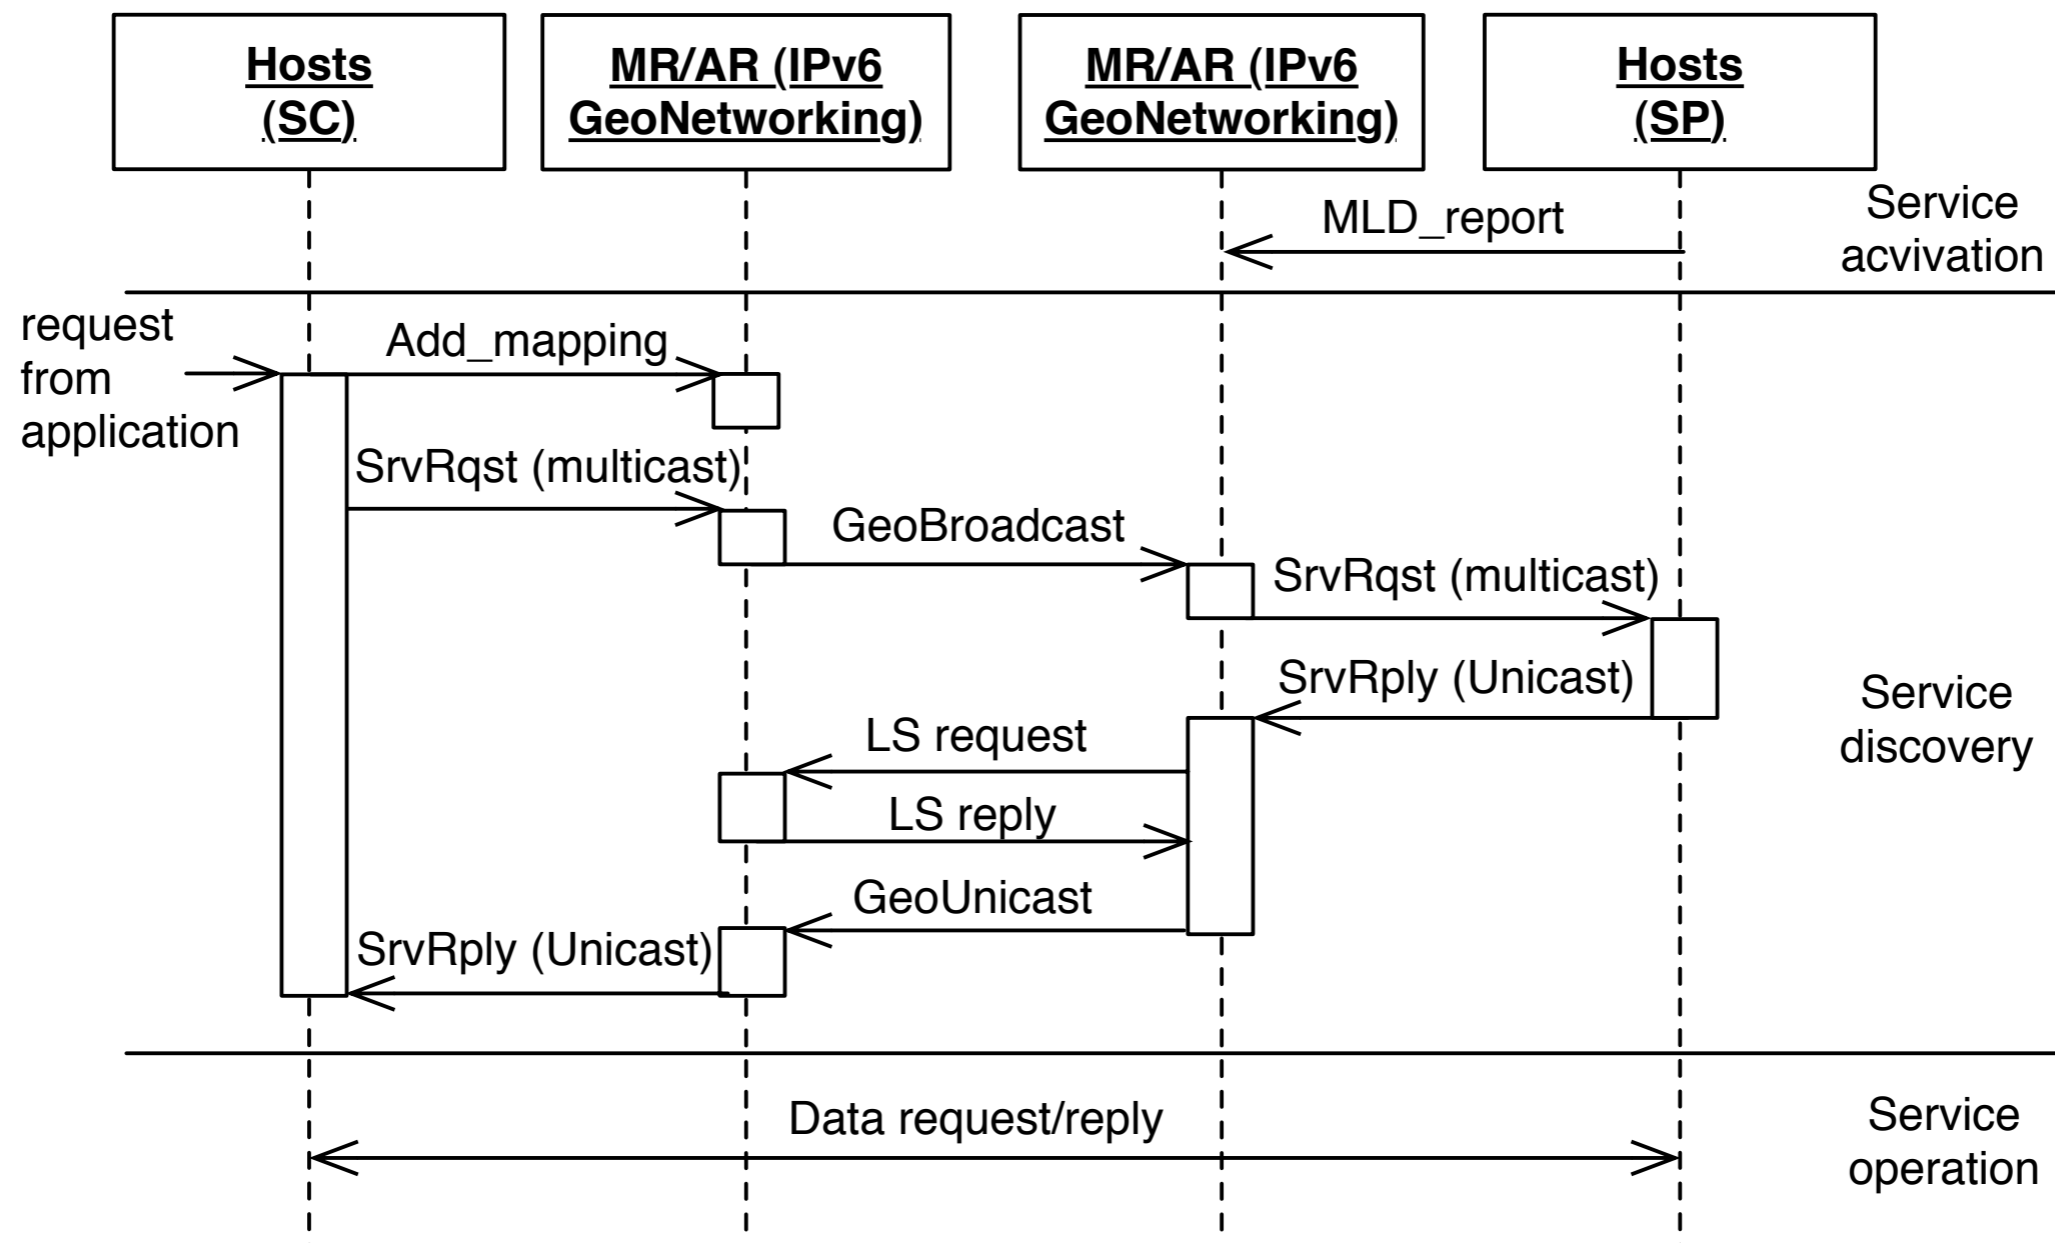 Hosts
(SC)
MR/AR (IPv6
GeoNetworking)
MR/AR (IPv6
GeoNetworking)
Hosts
(SP)
MLD_report
Service
acvivation
request
from
application
Add_mapping
SrvRqst (multicast)
GeoBroadcast
SrvRqst (multicast)
SrvRply (Unicast)
LS request
LS reply
GeoUnicast
SrvRply (Unicast)
Service
discovery
Data request/reply
Service
operation